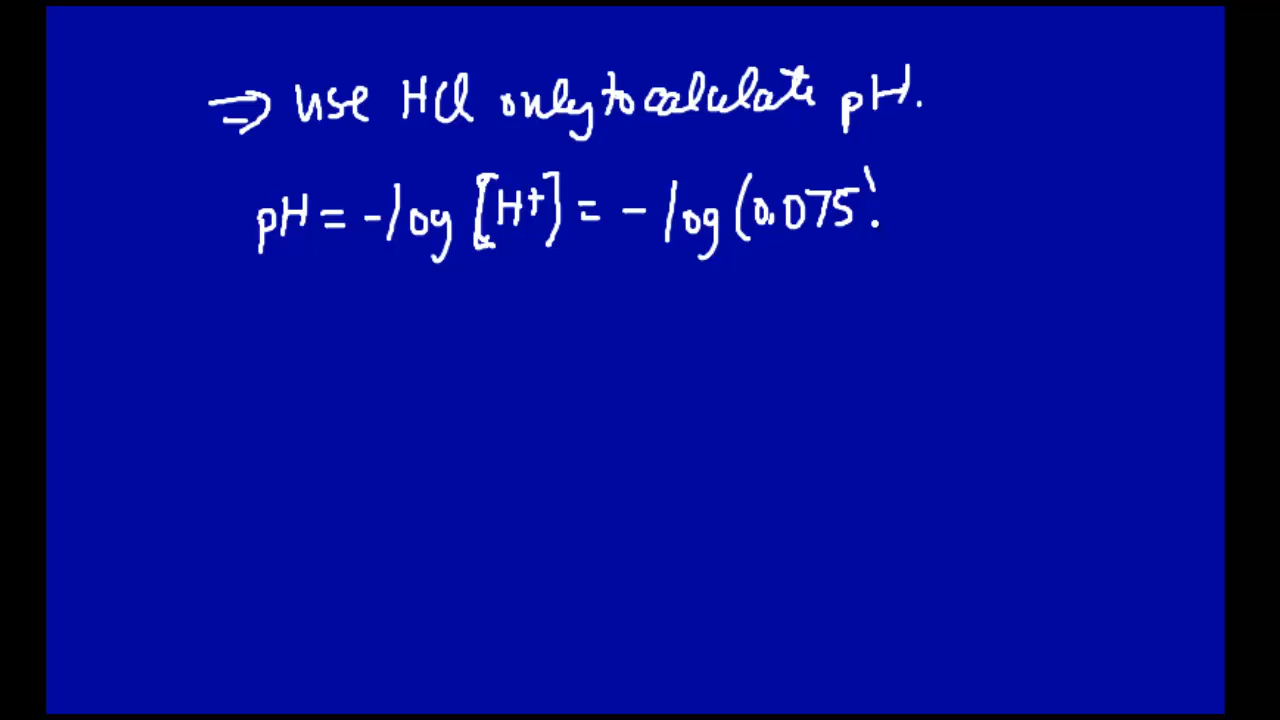 ⇒ use HCl only to calculate pH.
pH = -log [H+] = - log (0.075)